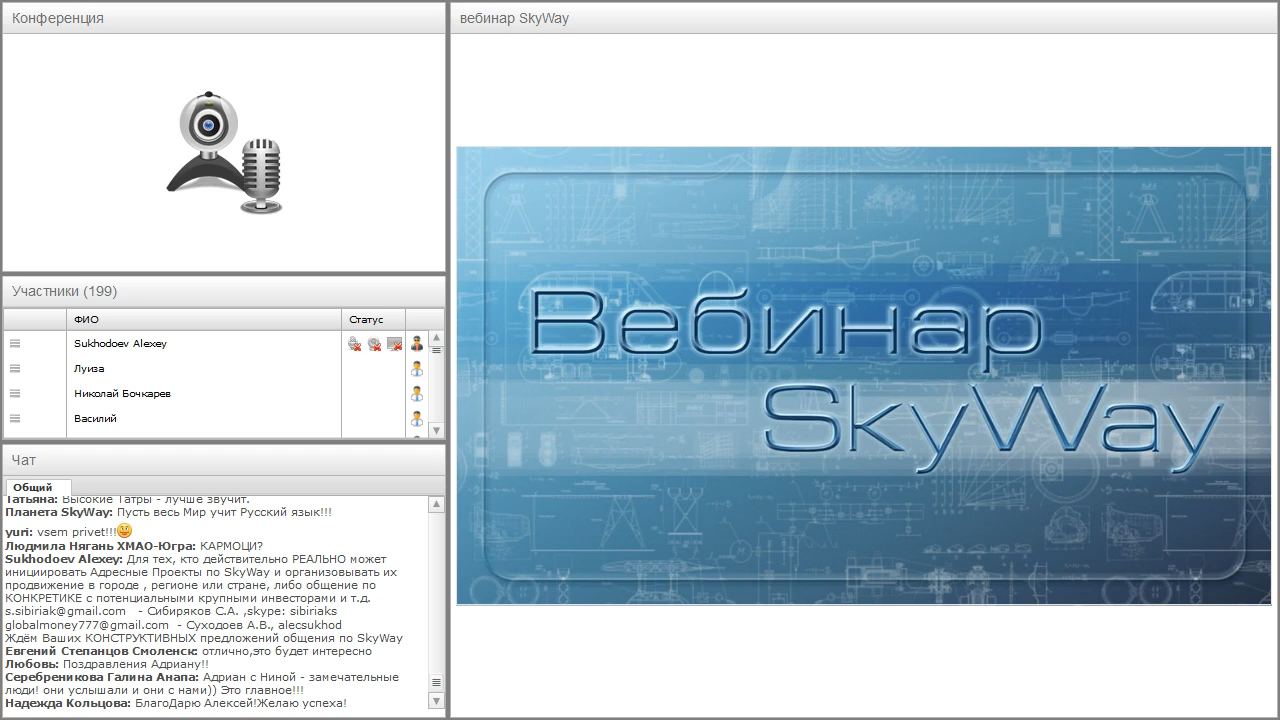 Конференция
вебинар SkyWay
Вебинар
SkyWay
Участники (199)
ФИО
Статус
Sukhodoev Alexey
Луиза
Николай Бочкарев
Василий
Чат
Общий
Татьяна: Высокие Татры - лучше звучит.
Планета SkyWay: Пусть весь Мир учит Русский язык!!!
yuri: vsem privet!!!
Людмила Нягань ХМАО-Югра: КАРМОЦИ?
Sukhodoev Alexey: Для тех, кто действительно РЕАЛЬНО может
инициировать Адресные Проекты по SkyWay и организовывать их
продвижение в городе , регионе или стране, либо общение по
КОНКРЕТИКЕ с потенциальными крупными инвесторами и т.д.
s.sibiriak@gmail.com - Сибиряков С.А. ,skype: sibiriaks
globalmoney777@gmail.com - Суходоев А.В., alecsukhod
Ждём Ваших КОНСТРУКТИВНЫХ предложений общения по SkyWay
Евгений Степанцов Смоленск: отлично,это будет интересно
Любовь: Поздравления Адриану!!
Серебреникова Галина Анапа: Адриан с Ниной - замечательные
люди! они услышали и они = нами)) Это главное!!!
Надежда Кольцова: БлагоДарю Алексей!Желаю успеха!